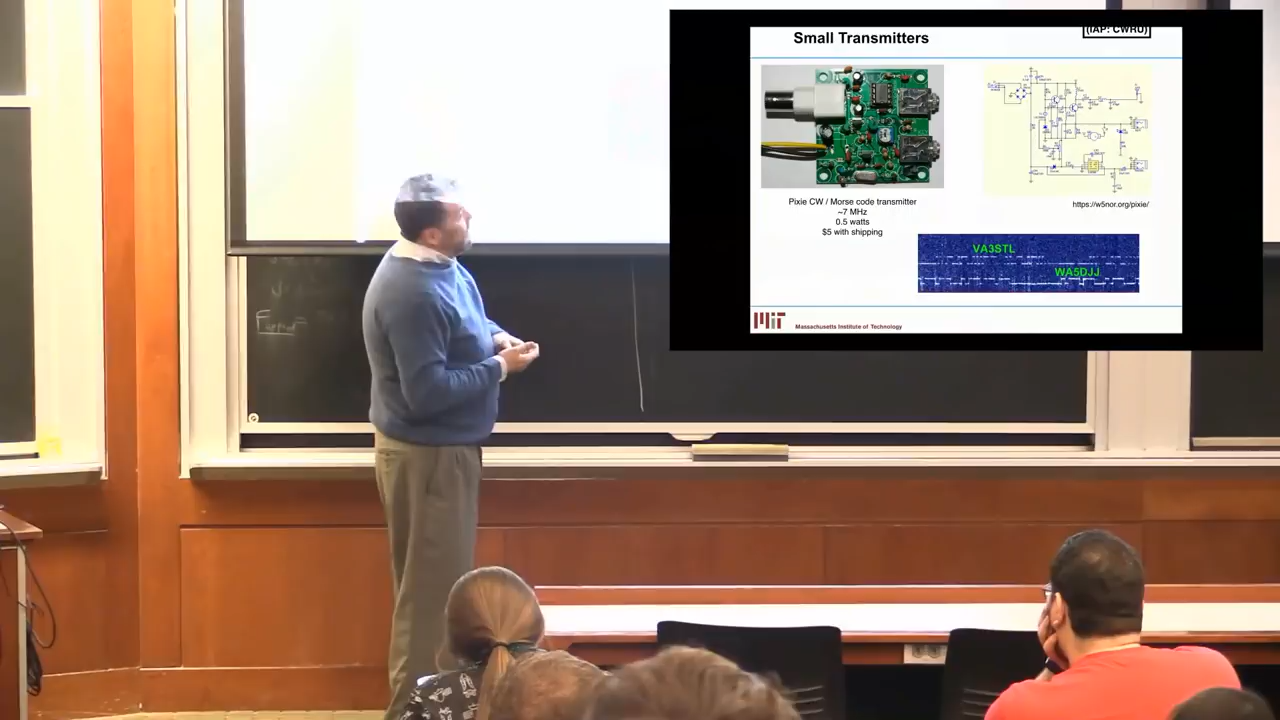 (IAP: CWRU)
Small Transmitters
Pixie CW / Morse code transmitter
~7 MHz
0.5 watts
$5 with shipping
https://w5nor.org/pixie/
VA3STL
WA5DJJ
MIT
Massachusetts Institute of Technology